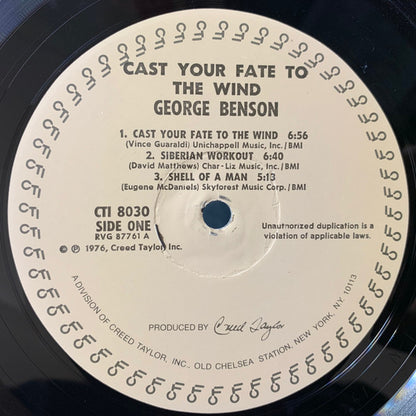 CAST YOUR FATE TO
THE WIND
GEORGE BENSON
1. CAST YOUR FATE TO THE WIND 6:56
(Vince Guaraldi) Unichappell Music, Inc./BMI
2. SIBERIAN WORKOUT 6:40
(David Matthews) Char-Liz Music, Inc./BMI
3. SHELL OF A MAN 5:13
(Eugene McDaniels) Skyforest Music Corp./BMI
CTI 8030
SIDE ONE
RVG 87761 A
© ℗ 1976, Creed Taylor Inc.
Unauthorized duplication is a
violation of applicable laws.
PRODUCED BY Creed Taylor
A DIVISION OF CREED TAYLOR, INC., OLD CHELSEA STATION, NEW YORK, NY. 10113